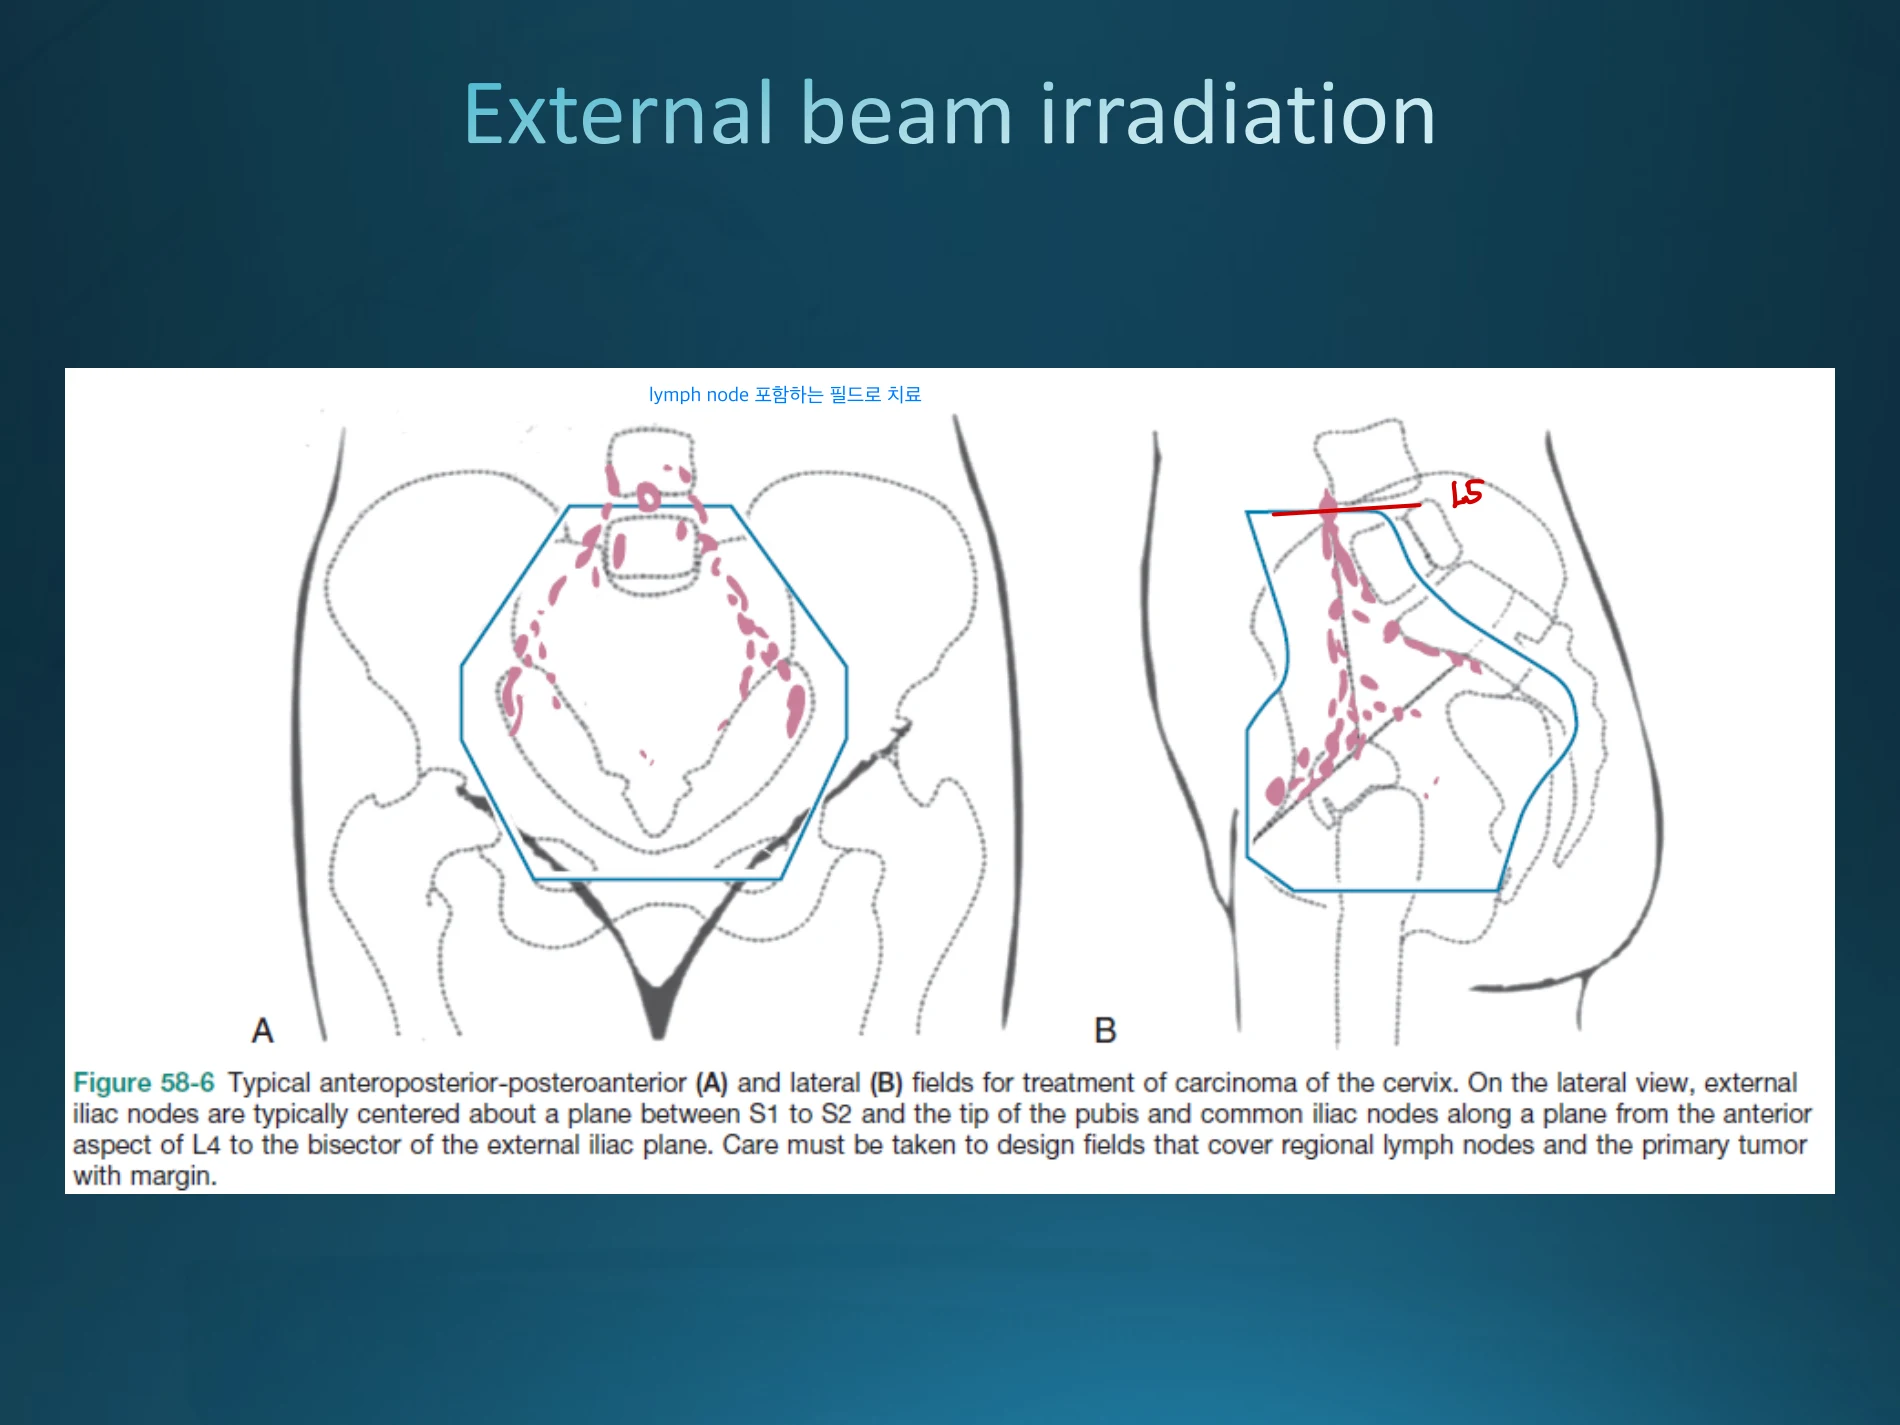 External beam irradiation
lymph node 포함하는 필드로 치료
L5
A
B
Figure 58-6 Typical anteroposterior-posteroanterior (A) and lateral (B) fields for treatment of carcinoma of the cervix. On the lateral view, external
iliac nodes are typically centered about a plane between S1 to S2 and the tip of the pubis and common iliac nodes along a plane from the anterior
aspect of L4 to the bisector of the external iliac plane. Care must be taken to design fields that cover regional lymph nodes and the primary tumor
with margin.